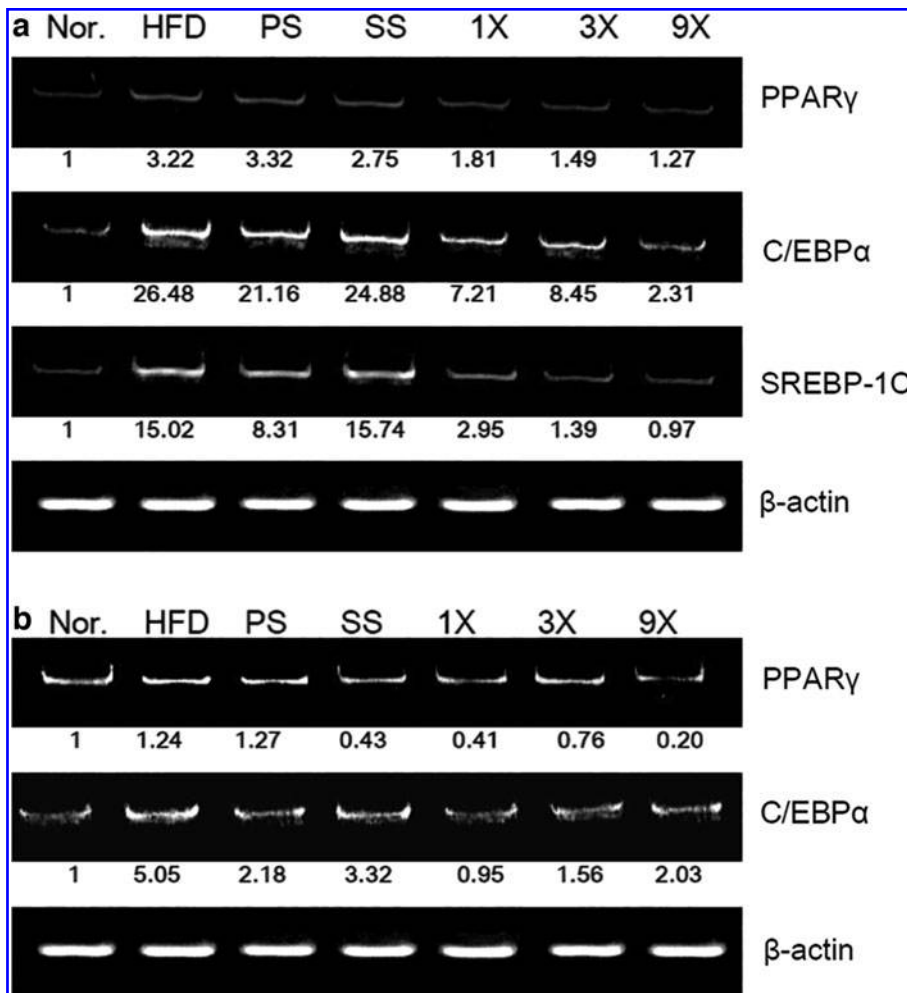 a Nor. HFD PS SS 1X 3X 9X
PPARγ
1 3.22 3.32 2.75 1.81 1.49 1.27
C/EBPα
1 26.48 21.16 24.88 7.21 8.45 2.31
SREBP-1C
1 15.02 8.31 15.74 2.95 1.39 0.97
β-actin
b Nor. HFD PS SS 1X 3X 9X
PPARγ
1 1.24 1.27 0.43 0.41 0.76 0.20
C/EBPα
1 5.05 2.18 3.32 0.95 1.56 2.03
β-actin